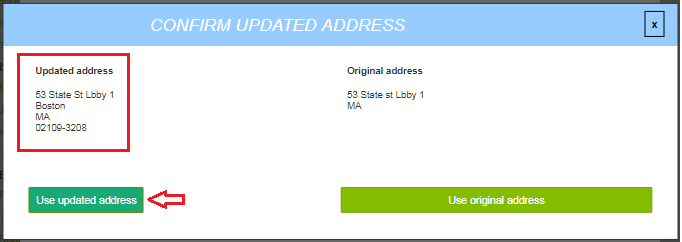 CONFIRM UPDATED ADDRESS
x
Updated address
53 State St Lbby 1
Boston
MA
02109-3208
Original address
53 State st Lbby 1
MA
Use updated address
Use original address